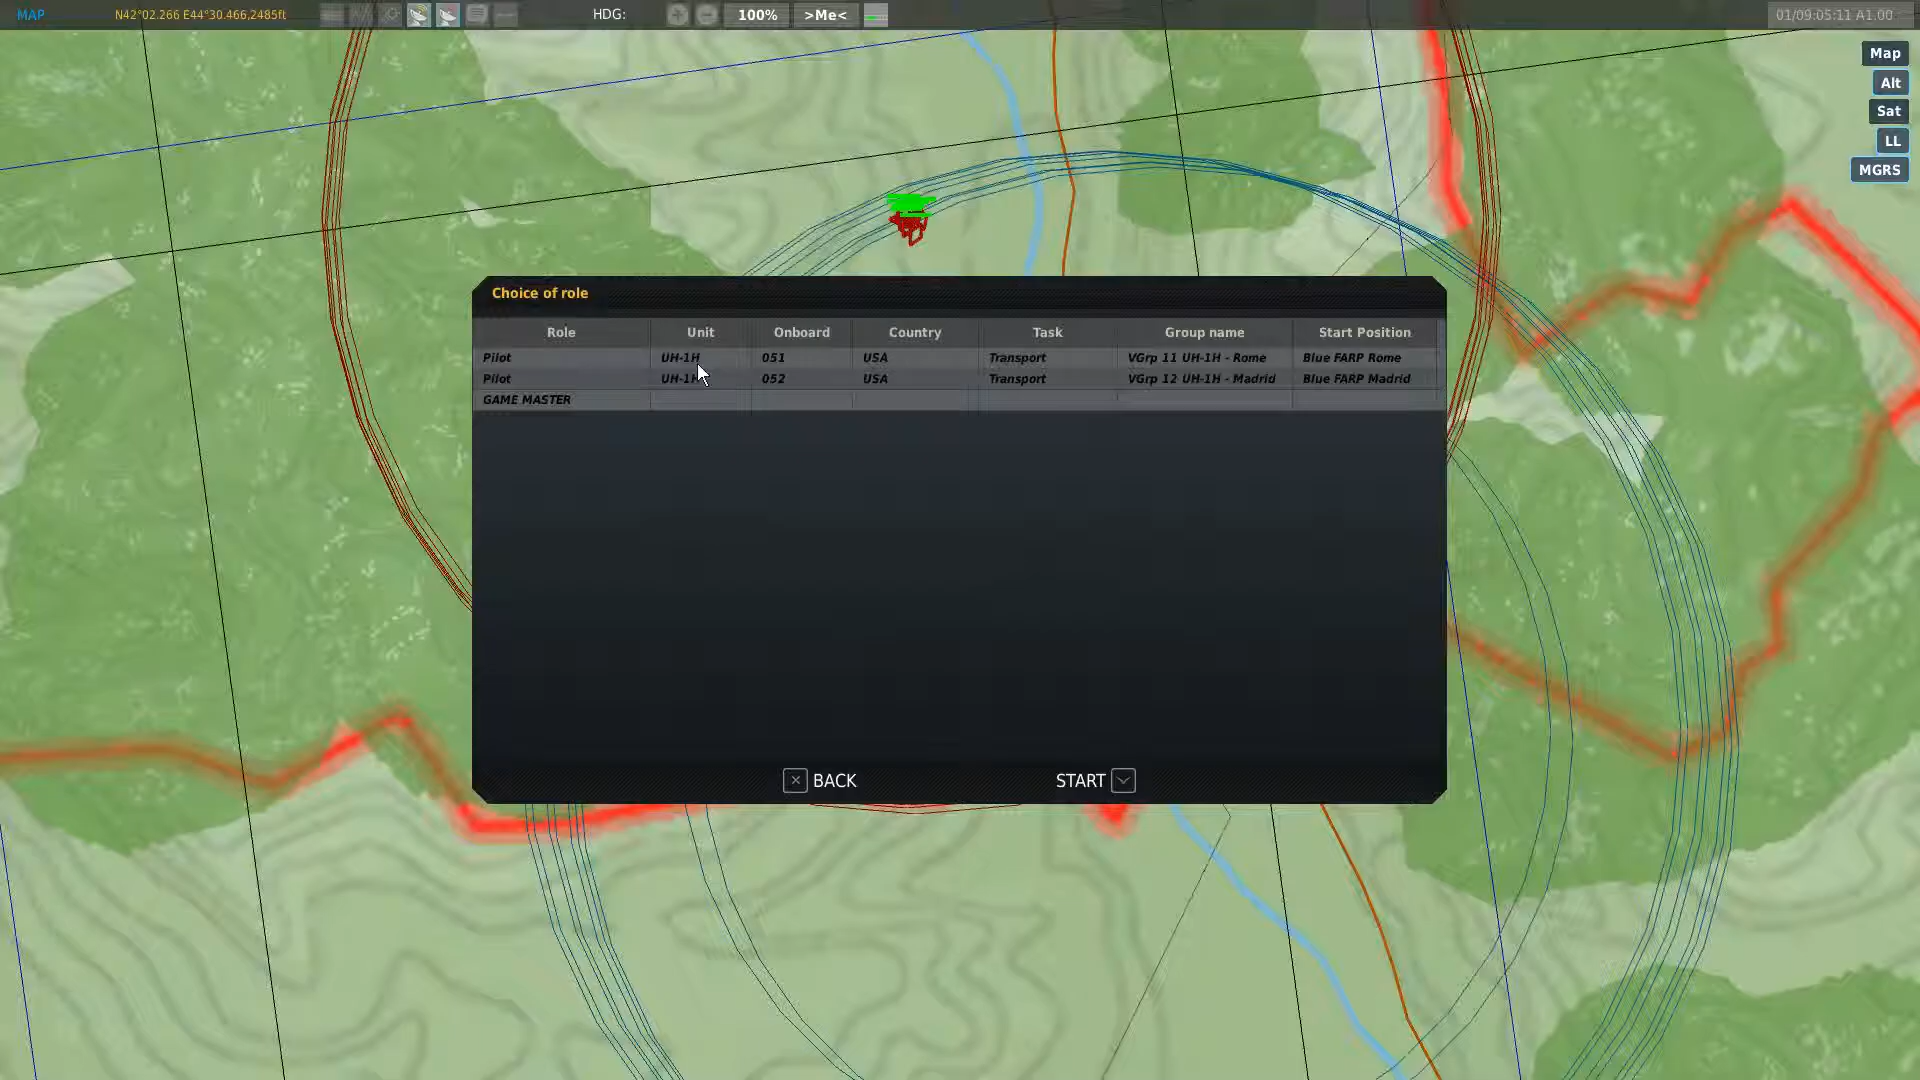 MAP N42°02.266 E44°30.466,2485ft HDG: 100% >Me< 01/09:05:11 A1.00
Map
Alt
Sat
LL
MGRS
Choice of role
Role Unit Onboard Country Task Group name Start Position
Pilot UH-1H 051 USA Transport VGrp 11 UH-1H - Rome Blue FARP Rome
Pilot UH-1H 052 USA Transport VGrp 12 UH-1H - Madrid Blue FARP Madrid
GAME MASTER
BACK START